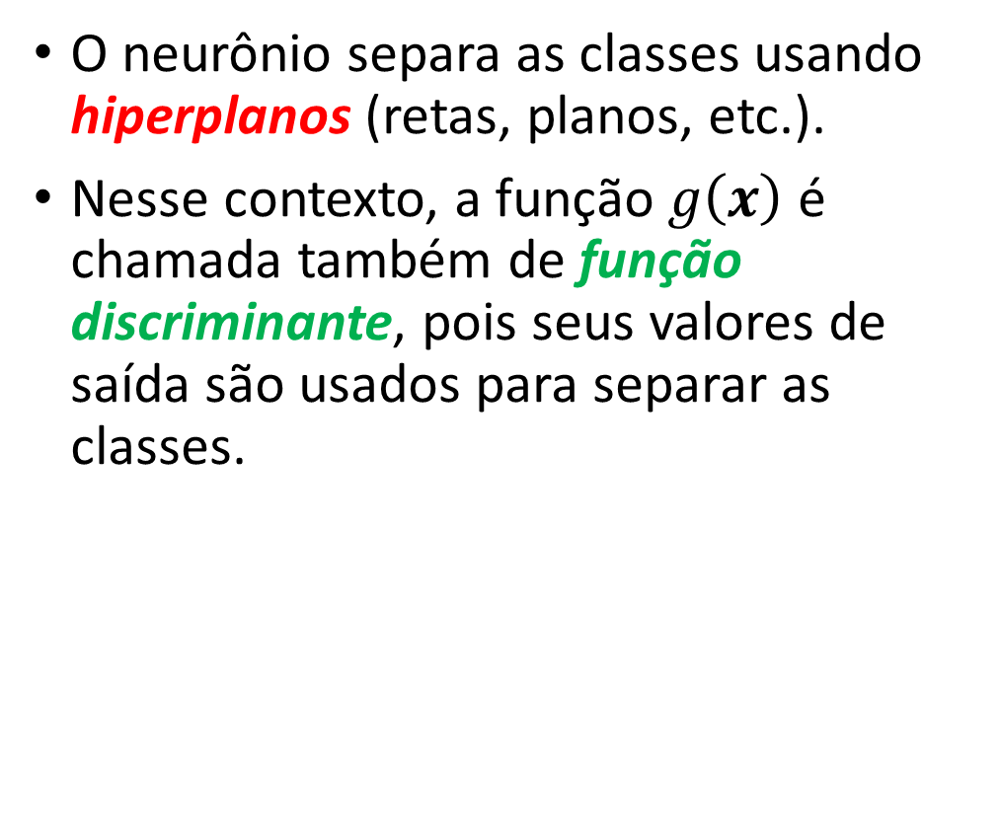 • O neurônio separa as classes usando
hiperplanos (retas, planos, etc.).
• Nesse contexto, a função g(x) é
chamada também de função
discriminante, pois seus valores de
saída são usados para separar as
classes.